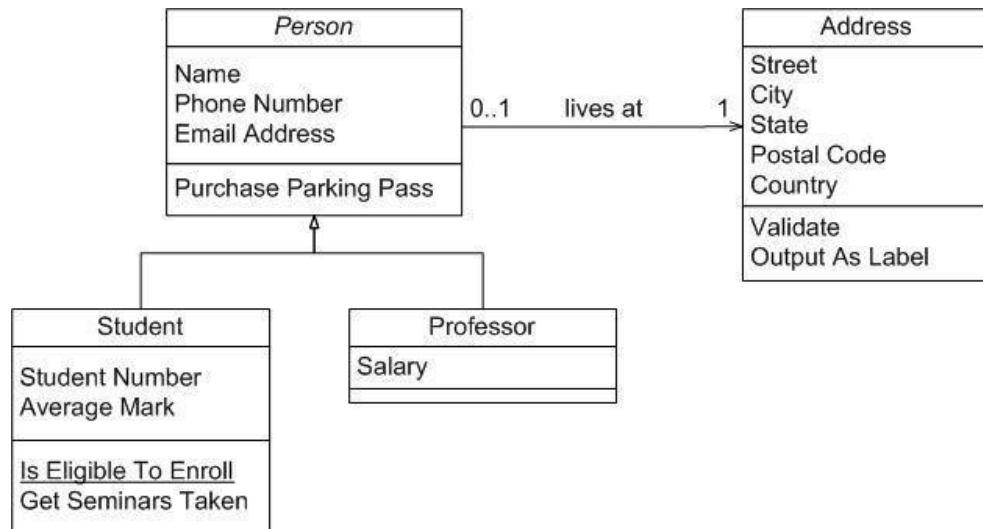 Person
Name
Phone Number
Email Address
Purchase Parking Pass
0..1 lives at 1
Address
Street
City
State
Postal Code
Country
Validate
Output As Label
Student
Student Number
Average Mark
Is Eligible To Enroll
Get Seminars Taken
Professor
Salary